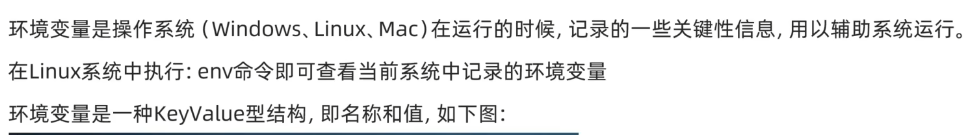 环境变量是操作系统（Windows、Linux、Mac）在运行的时候，记录的一些关键性信息，用以辅助系统运行。
在Linux系统中执行：env命令即可查看当前系统中记录的环境变量
环境变量是一种KeyValue型结构，即名称和值，如下图：